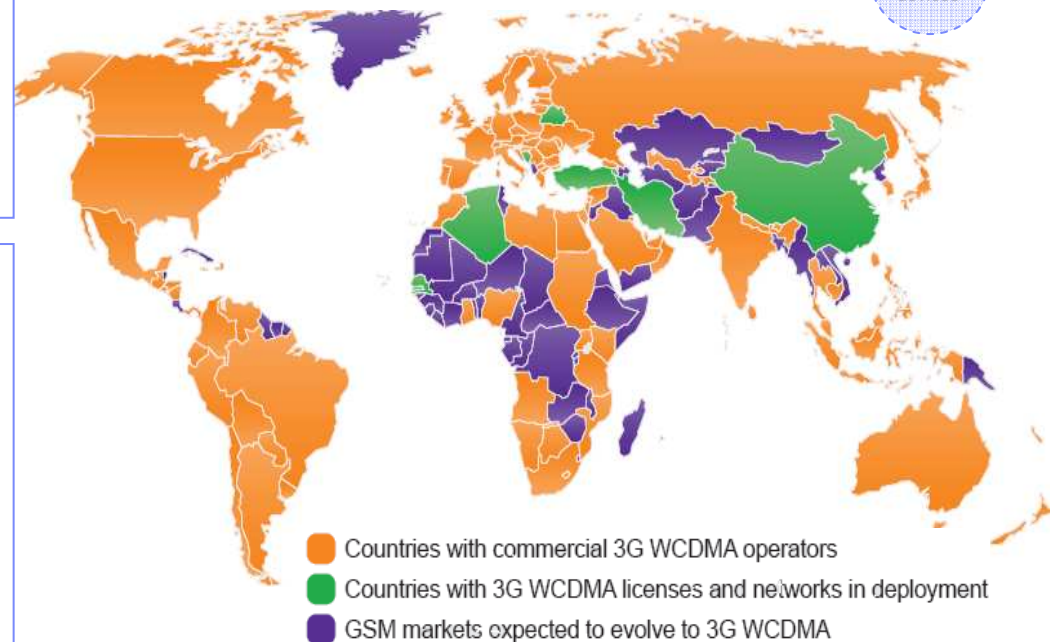 Countries with commercial 3G WCDMA operators
Countries with 3G WCDMA licenses and networks in deployment
GSM markets expected to evolve to 3G WCDMA